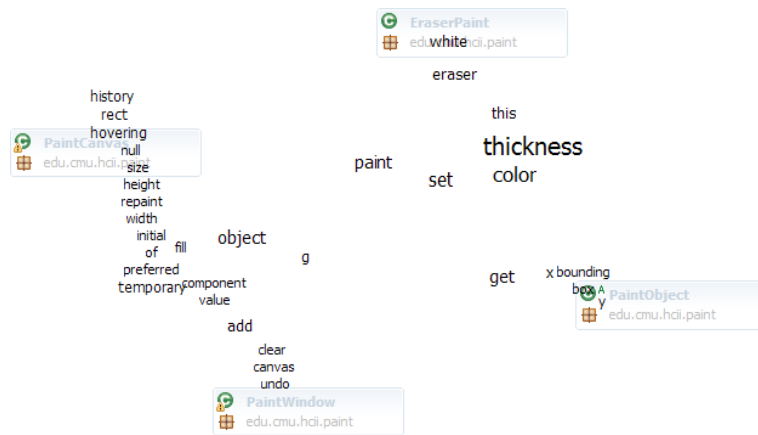 EraserPaint
white
edu.cmu.hcii.paint
eraser
history
rect
this
hovering
PaintCanvas
null
thickness
edu.cmu.hcii.paint
paint
size
set
color
height
repaint
width
initial
object
of
fill
g
preferred
x bounding
get
temporary
component
box
A
PaintObject
value
y
edu.cmu.hcii.paint
add
clear
canvas
undo
PaintWindow
edu.cmu.hcii.paint